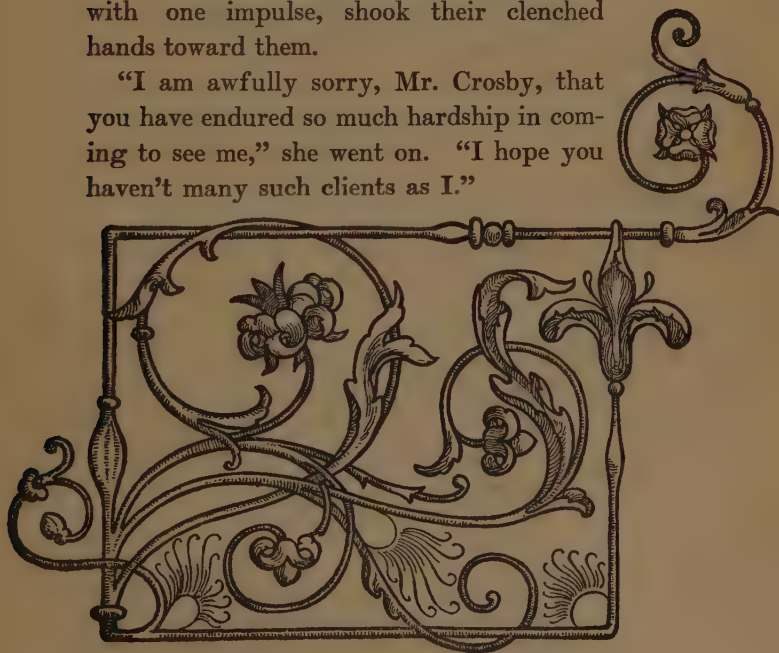 with one impulse, shook their clenched
hands toward them.
“I am awfully sorry, Mr. Crosby, that
you have endured so much hardship in com-
ing to see me,” she went on. “I hope you
haven't many such clients as I.”